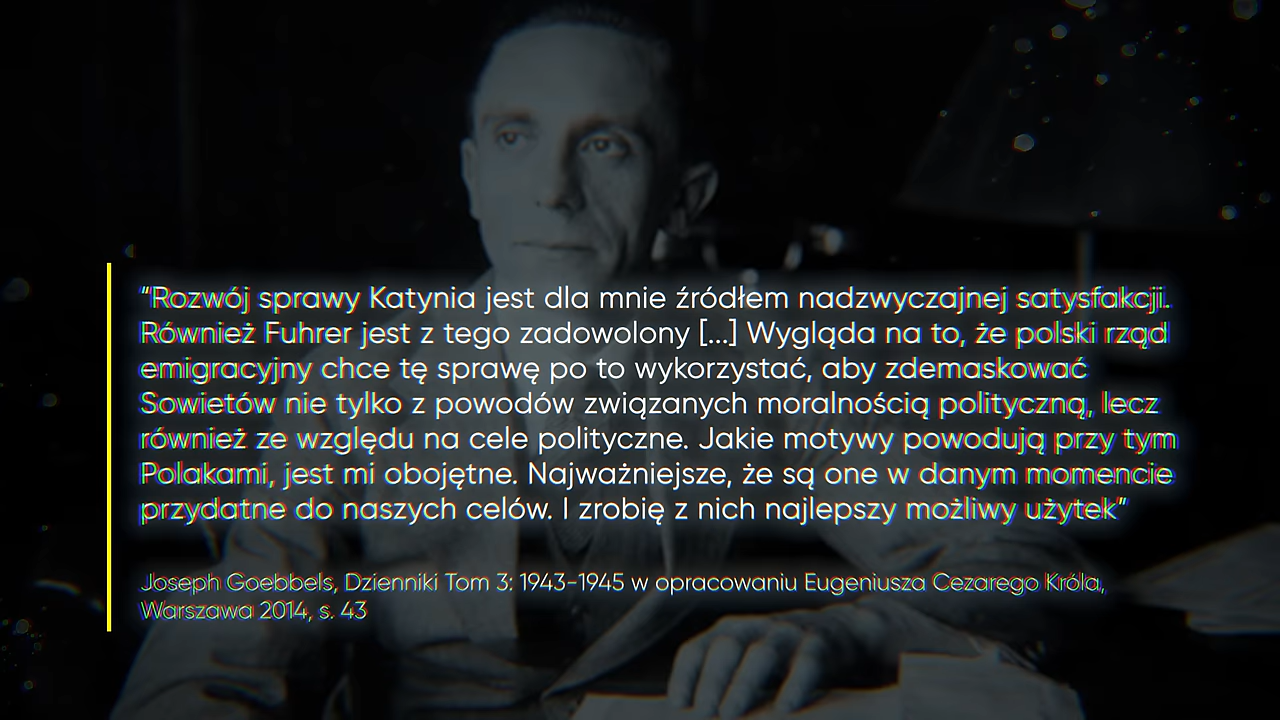 “Rozwój sprawy Katynia jest dla mnie źródłem nadzwyczajnej satysfakcji.
Również Fuhrer jest z tego zadowolony [...] Wygląda na to, że polski rząd
emigracyjny chce tę sprawę po to wykorzystać, aby zdemaskować
Sowietów nie tylko z powodów związanych moralnością polityczną, lecz
również ze względu na cele polityczne. Jakie motywy powodują przy tym
Polakami, jest mi obojętne. Najważniejsze, że są one w danym momencie
przydatne do naszych celów. I zrobię z nich najlepszy możliwy użytek”
Joseph Goebbels, Dzienniki Tom 3: 1943-1945 w opracowaniu Eugeniusza Cezarego Króla,
Warszawa 2014, s. 43